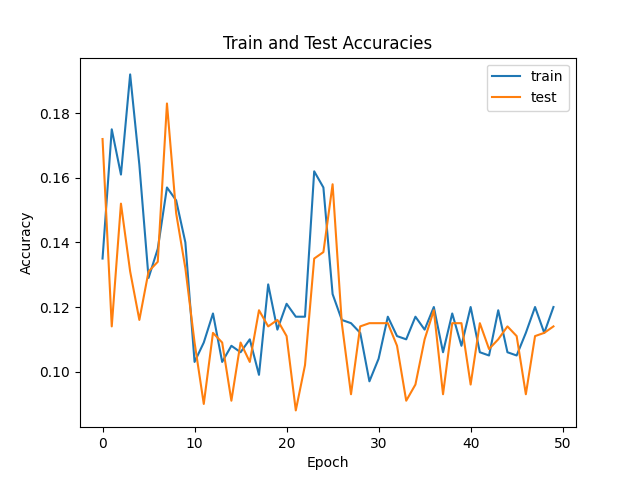 Train and Test Accuracies
train
test
0.18
0.16
0.14
0.12
0.10
Accuracy
0 10 20 30 40 50
Epoch